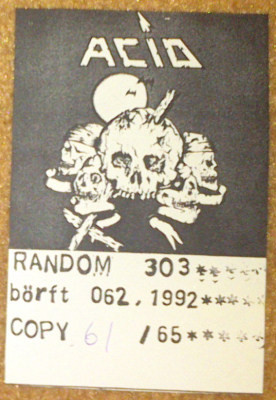 ACID
RANDOM 303*****
börft 062.1992*****
COPY 61 /65*****